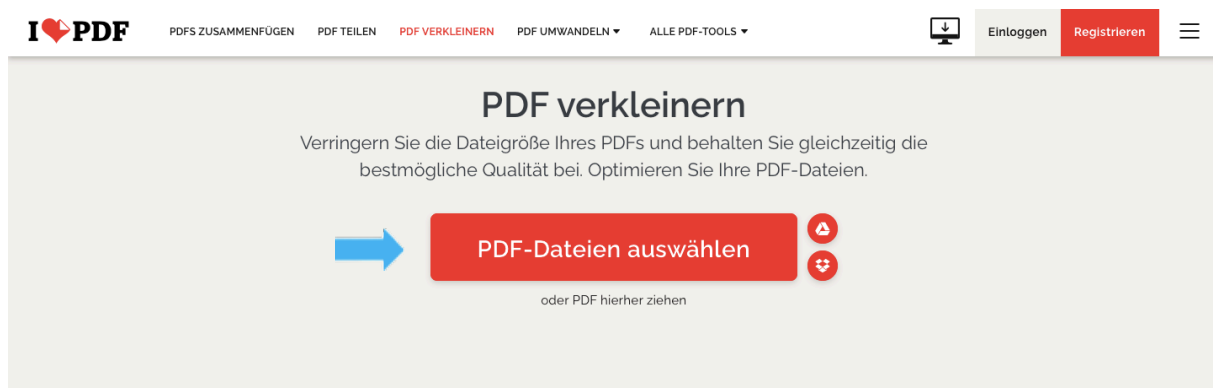 I PDF
PDFS ZUSAMMENFÜGEN PDF TEILEN PDF VERKLEINERN PDF UMWANDELN ALLE PDF-TOOLS Einloggen Registrieren
PDF verkleinern
Verringern Sie die Dateigröße Ihres PDFs und behalten Sie gleichzeitig die
bestmögliche Qualität bei. Optimieren Sie Ihre PDF-Dateien.
PDF-Dateien auswählen
oder PDF hierher ziehen